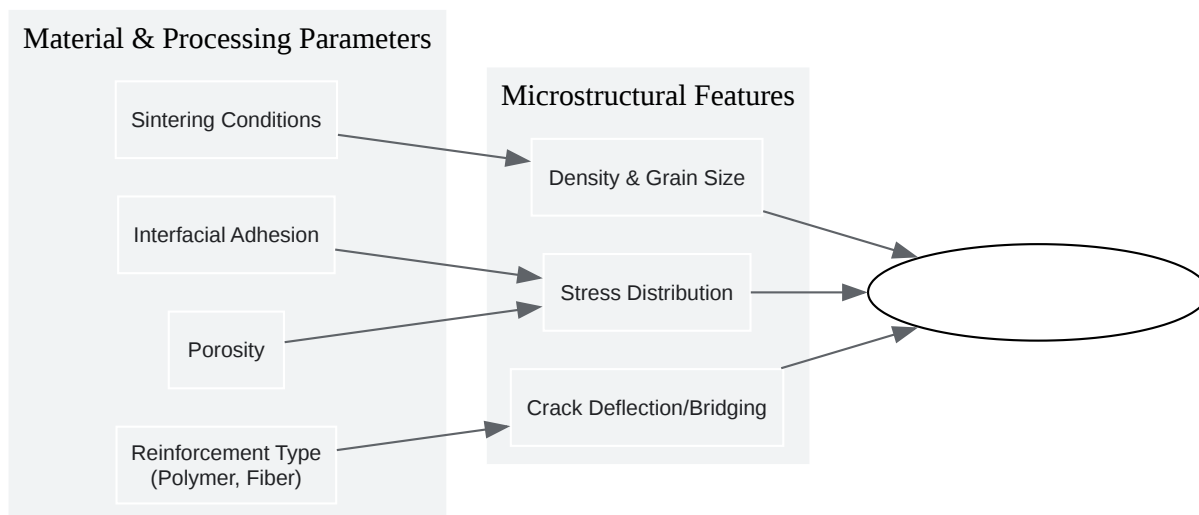 Material & Processing Parameters
Sintering Conditions
Interfacial Adhesion
Porosity
Reinforcement Type
(Polymer, Fiber)
Microstructural Features
Density & Grain Size
Stress Distribution
Crack Deflection/Bridging